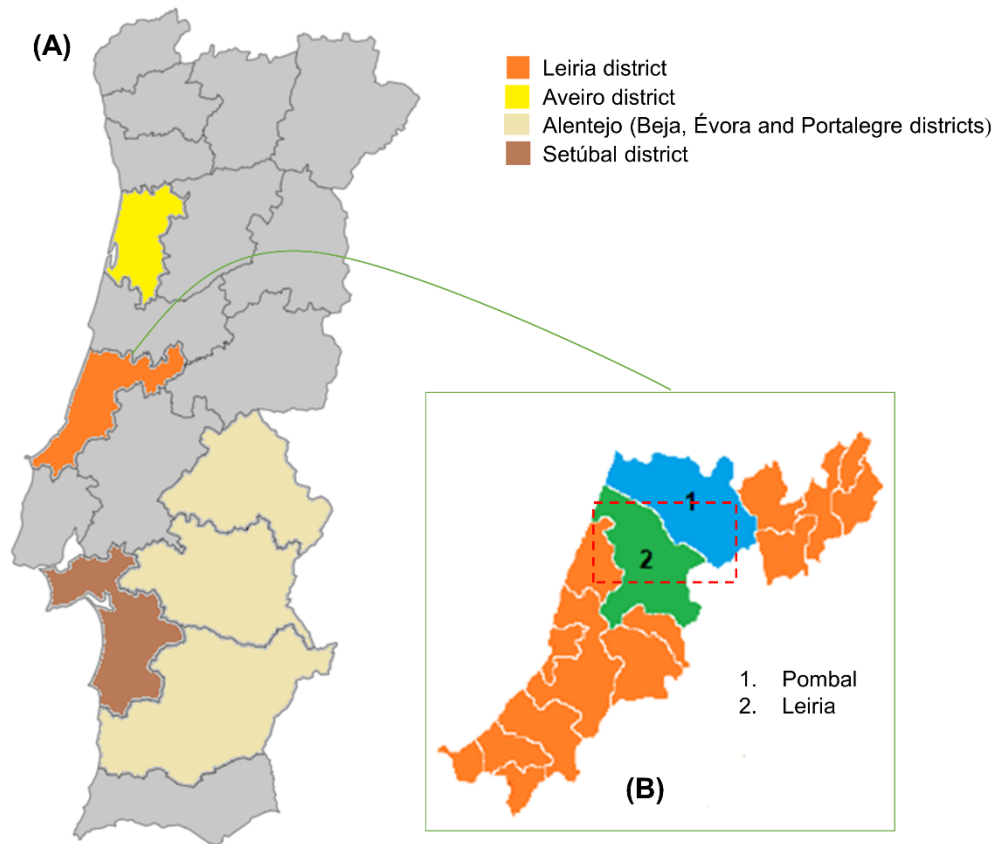 (A)
Leiria district
Aveiro district
Alentejo (Beja, Évora and Portalegre districts)
Setúbal district
1
2
1. Pombal
2. Leiria
(B)